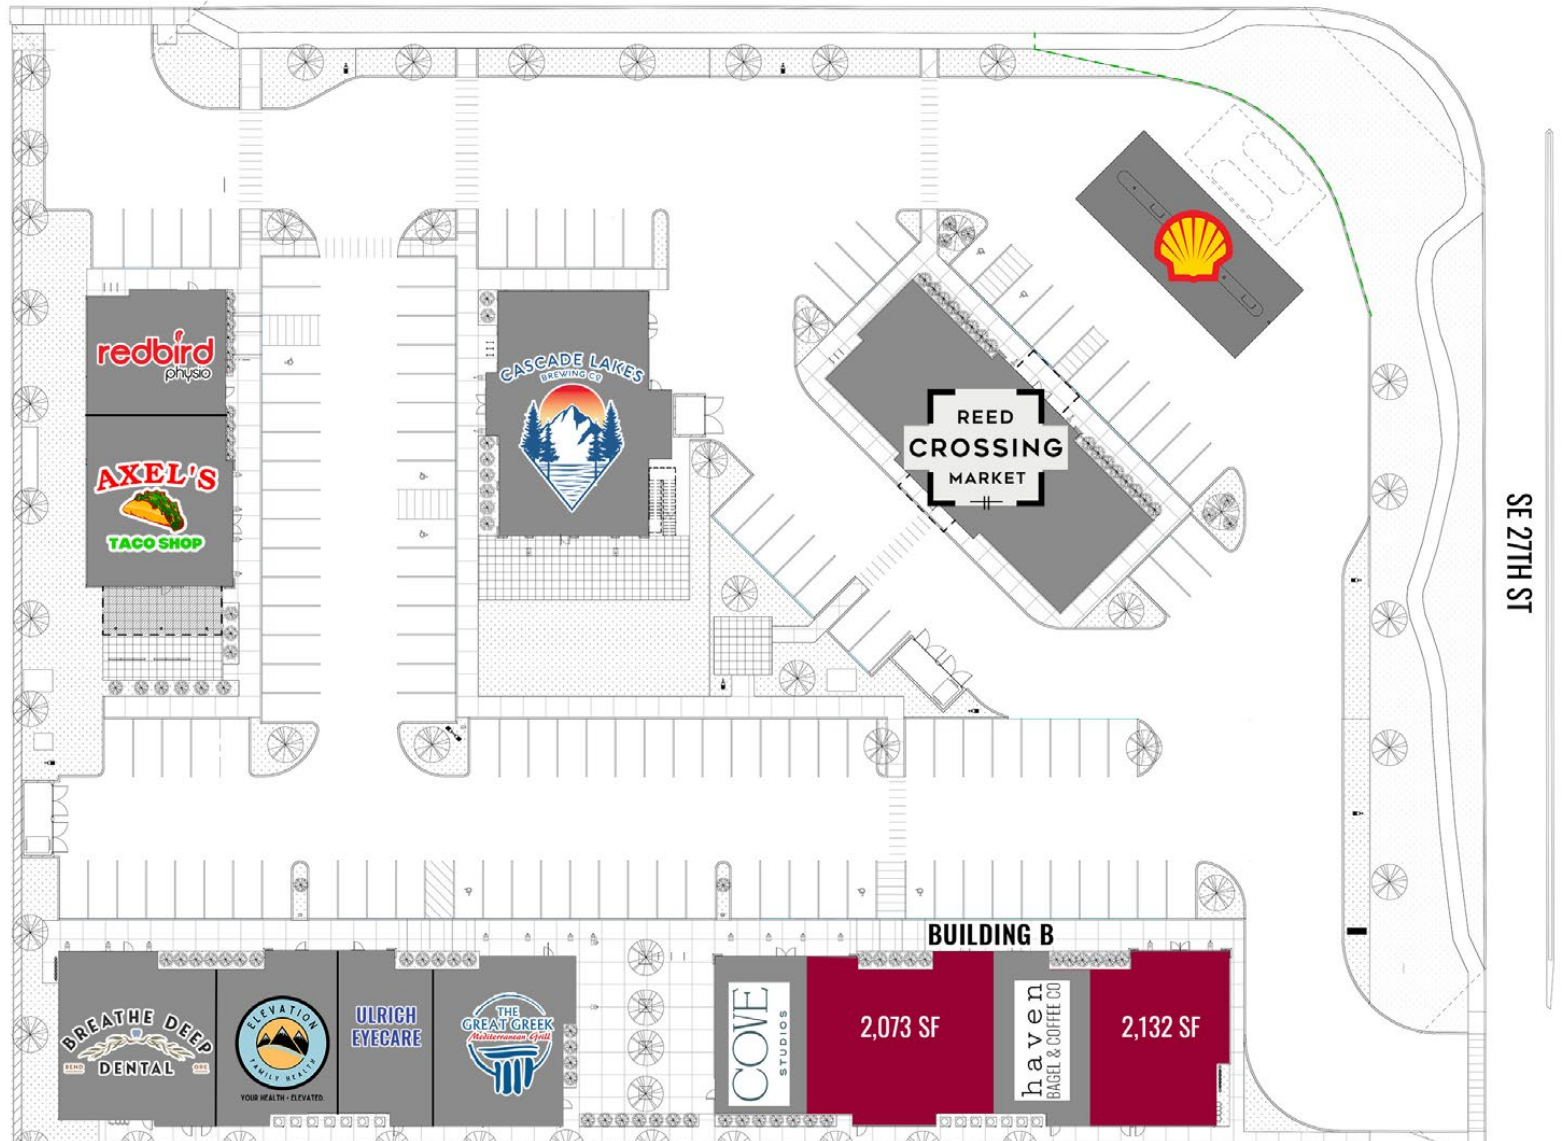 redbird
physio
AXEL'S
TACO SHOP
CASCADE LAKES
BREWING CO
REED
CROSSING
MARKET
SE 27TH ST
BUILDING B
BREATHE DEEP
BEND
ORE
DENTAL
ELEVATION
FAMILY HEALTH
YOUR HEALTH · ELEVATED.
ULRICH
EYECARE
THE
GREAT GREEK
Mediterranean Grill
COVE
STUDIOS
2,073 SF
haven
BAGEL & COFFEE CO
2,132 SF